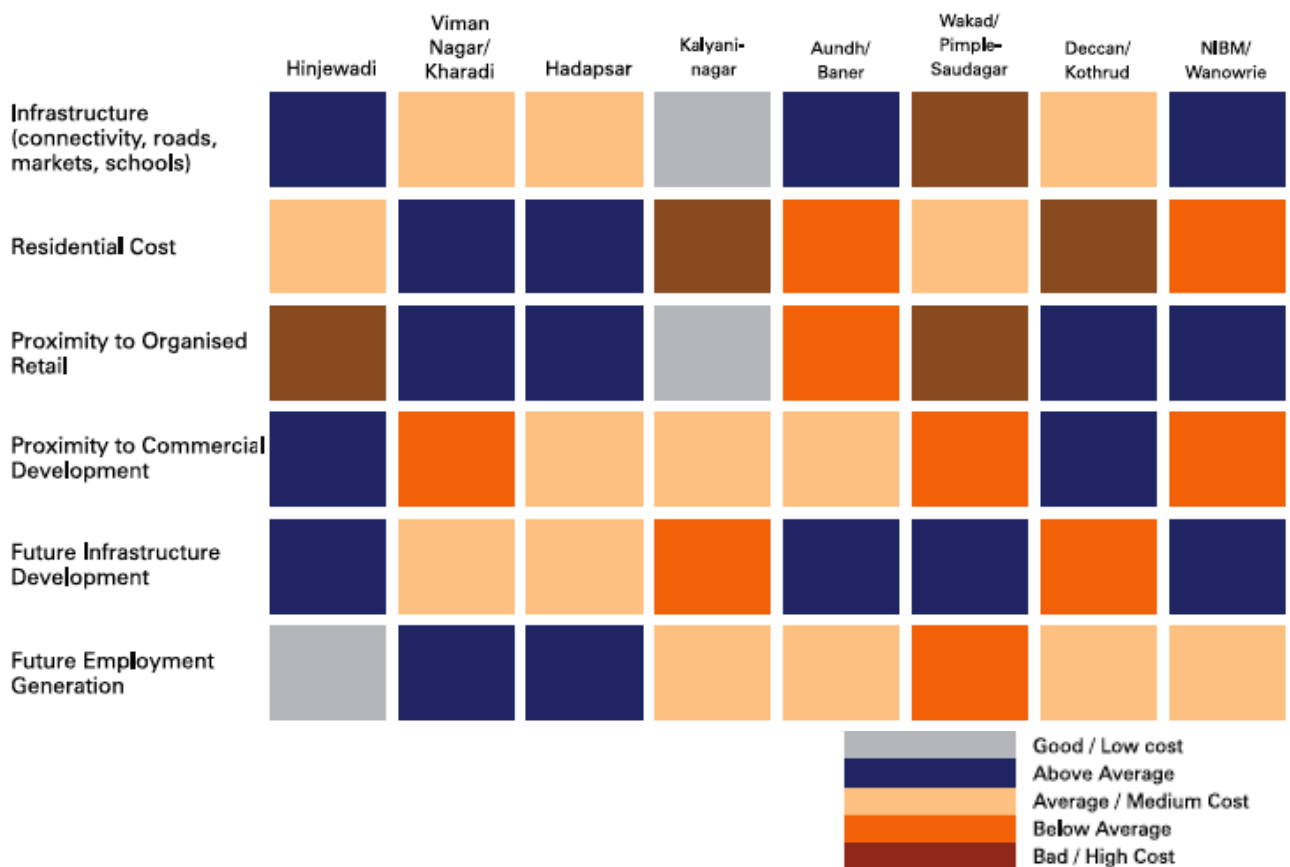 Hinjewadi
Viman
Nagar/
Kharadi
Hadapsar
Kalyani-
nagar
Aundh/
Baner
Wakad/
Pimple-
Saudagar
Deccan/
Kothrud
NIBM/
Wanowrie
Infrastructure
(connectivity, roads,
markets, schools)
Residential Cost
Proximity to Organised
Retail
Proximity to Commercial
Development
Future Infrastructure
Development
Future Employment
Generation
Good / Low cost
Above Average
Average / Medium Cost
Below Average
Bad / High Cost